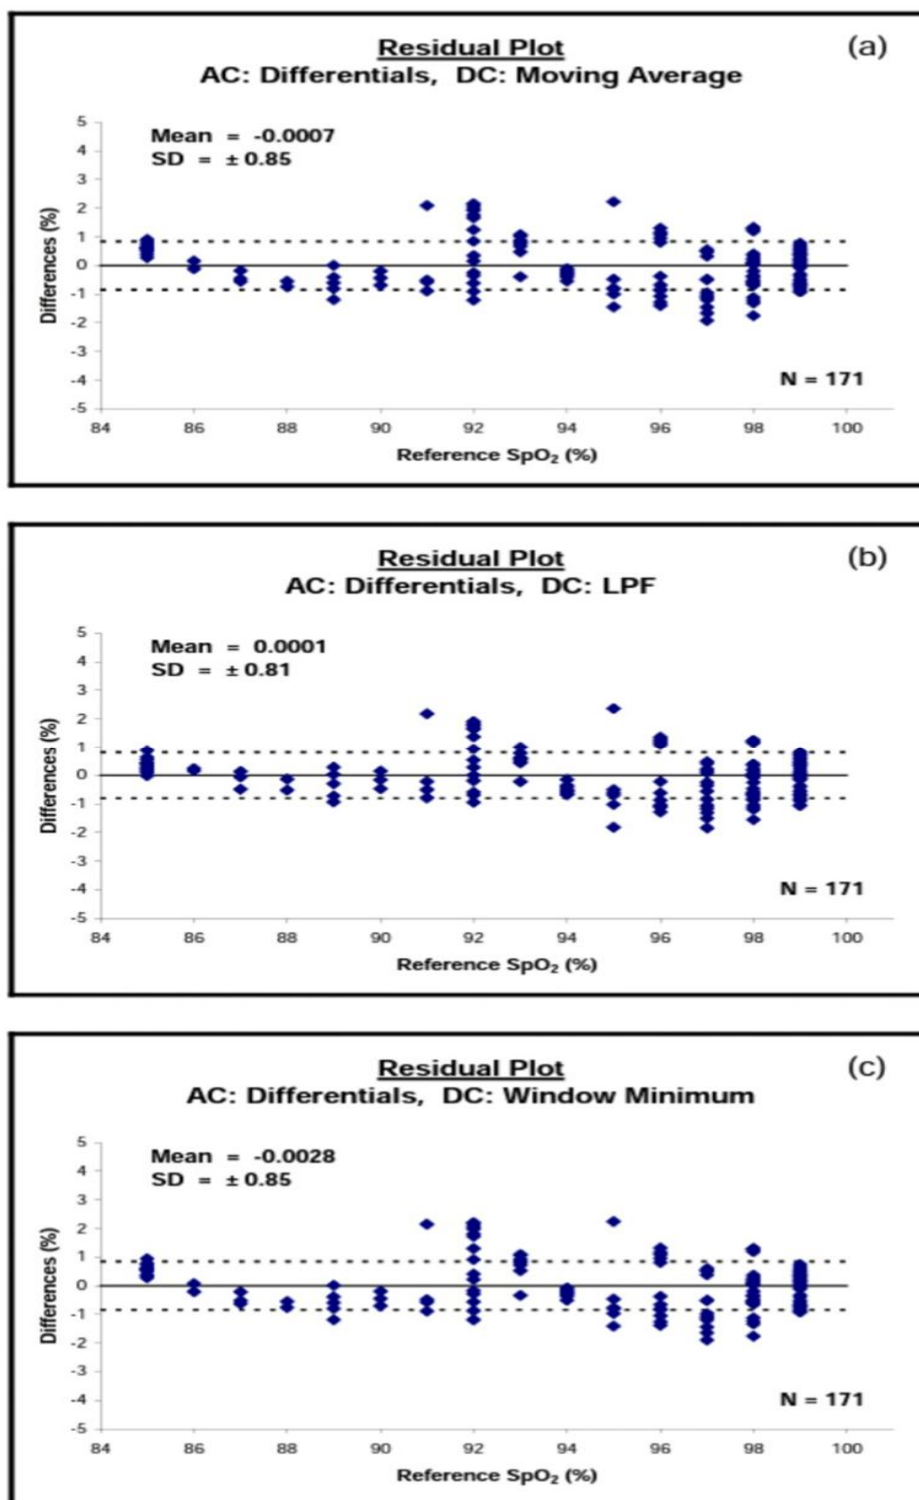 (a)
Residual Plot
AC: Differentials, DC: Moving Average
Mean = -0.0007
SD = ± 0.85
Differences (%)
5
4
3
2
1
0
-1
-2
-3
-4
-5
N = 171
84 86 88 90 92 94 96 98 100
Reference SpO₂ (%)
(b)
Residual Plot
AC: Differentials, DC: LPF
Mean = 0.0001
SD = ± 0.81
Differences (%)
5
4
3
2
1
0
-1
-2
-3
-4
-5
N = 171
84 86 88 90 92 94 96 98 100
Reference SpO₂ (%)
(c)
Residual Plot
AC: Differentials, DC: Window Minimum
Mean = -0.0028
SD = ± 0.85
Differences (%)
5
4
3
2
1
0
-1
-2
-3
-4
-5
N = 171
84 86 88 90 92 94 96 98 100
Reference SpO₂ (%)